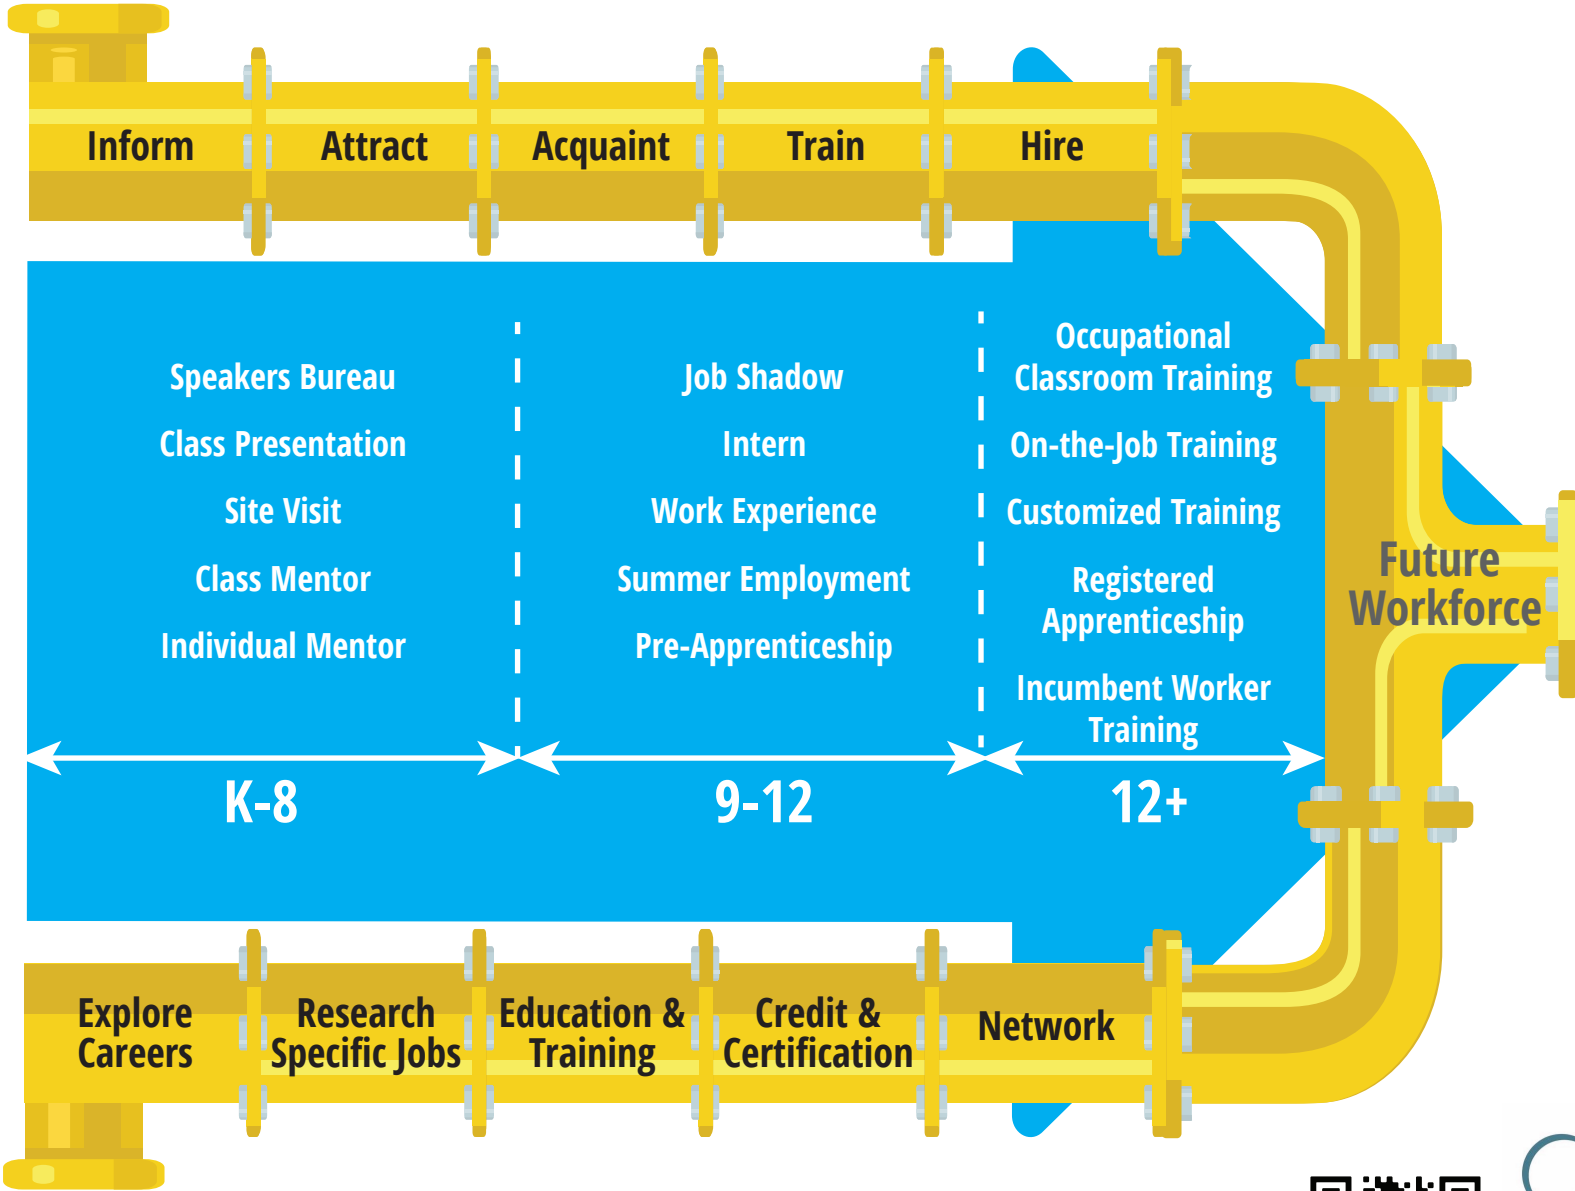 Inform
Attract
Acquaint
Train
Hire
Speakers Bureau
Class Presentation
Site Visit
Class Mentor
Individual Mentor
K-8
Job Shadow
Intern
Work Experience
Summer Employment
Pre-Apprenticeship
9-12
Occupational
Classroom Training
On-the-Job Training
Customized Training
Registered
Apprenticeship
Incumbent Worker
Training
12+
Future
Workforce
Explore
Careers
Research
Specific Jobs
Education &
Training
Credit &
Certification
Network